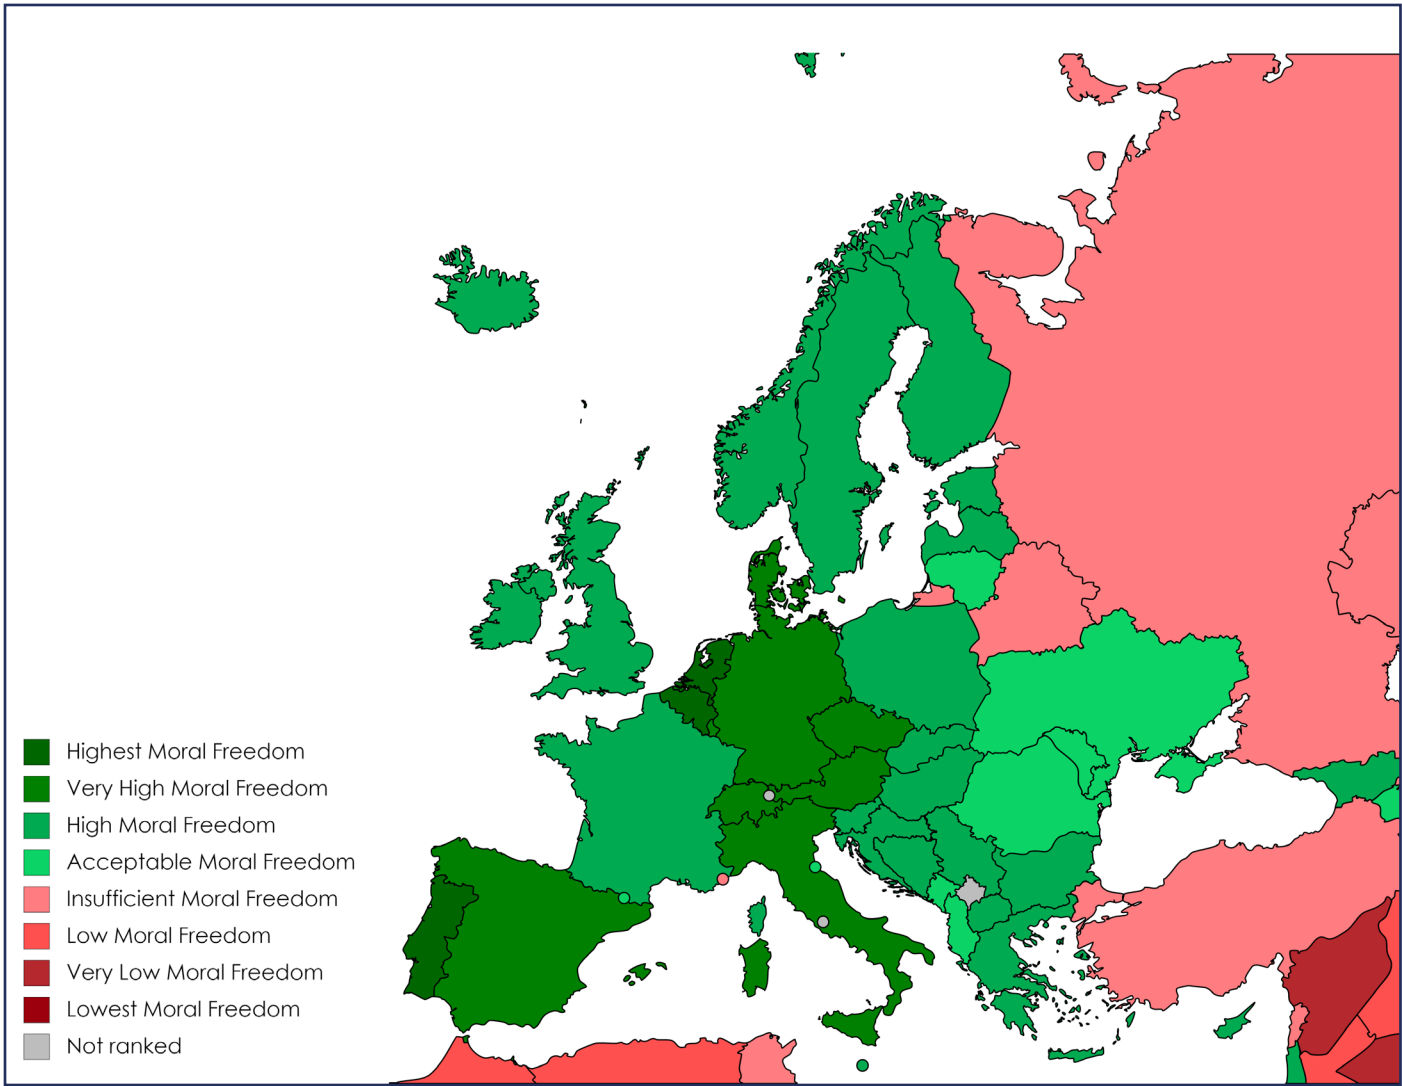 Highest Moral Freedom
Very High Moral Freedom
High Moral Freedom
Acceptable Moral Freedom
Insufficient Moral Freedom
Low Moral Freedom
Very Low Moral Freedom
Lowest Moral Freedom
Not ranked